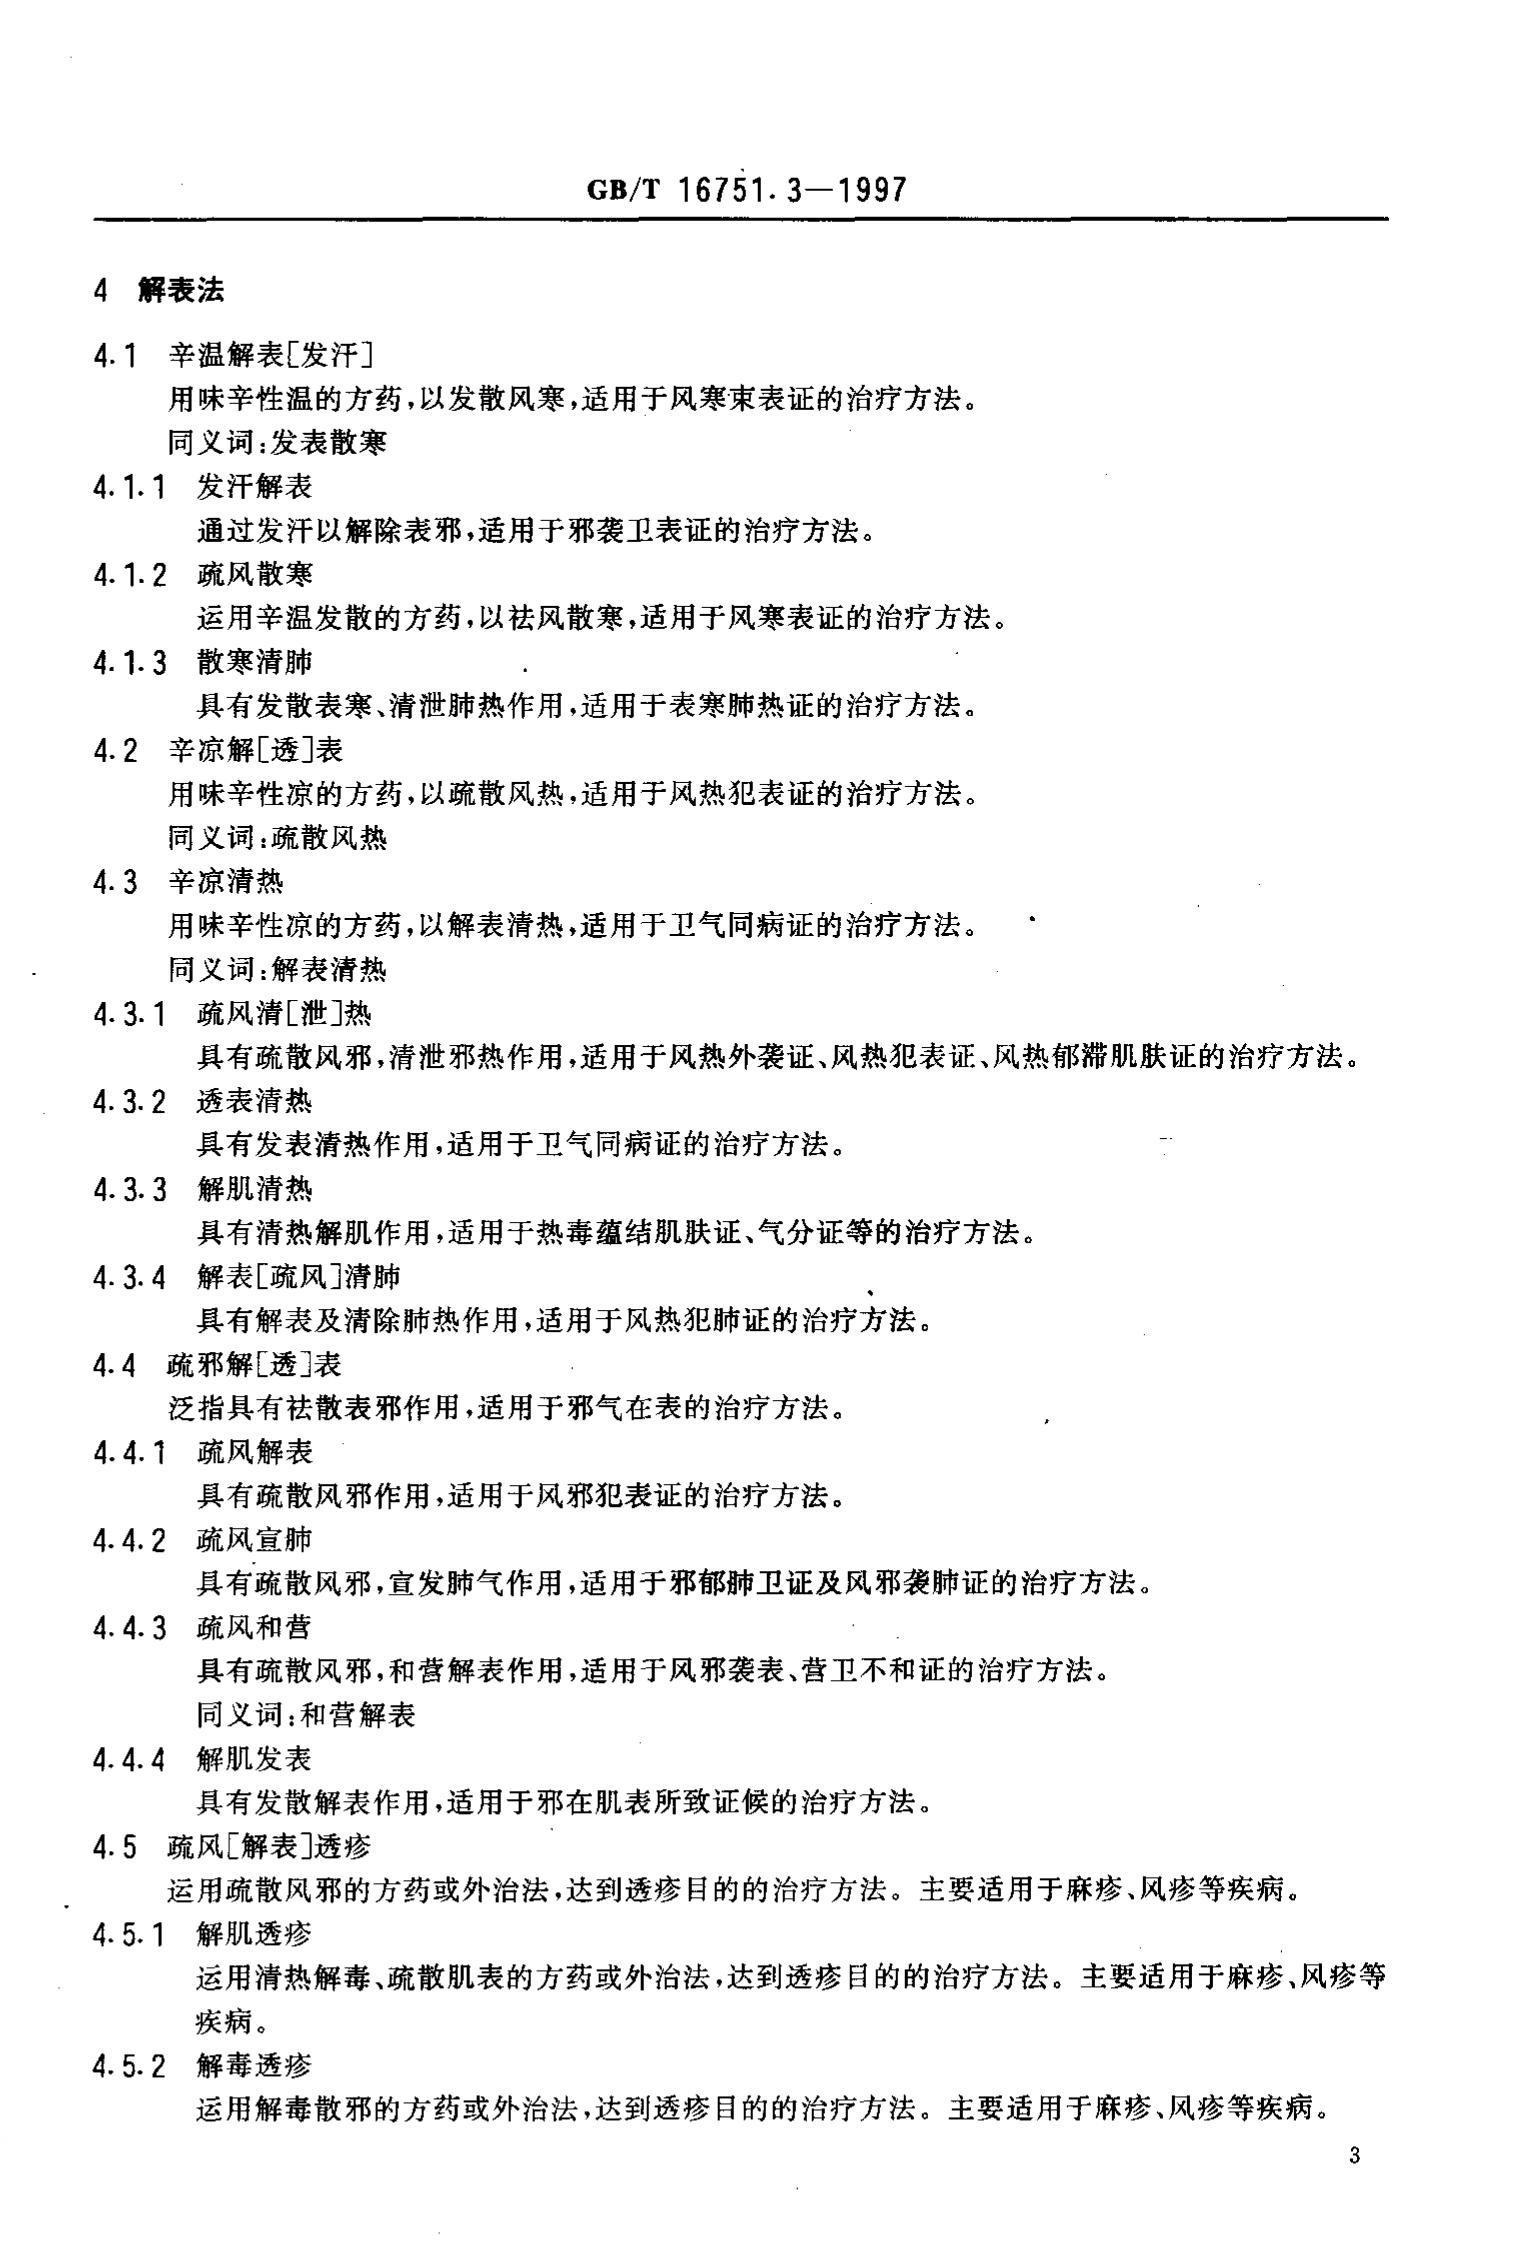 GB/T 16751.3—1997
4 解表法
4.1 辛温解表[发汗]
用味辛性温的方药,以发散风寒,适用于风寒束表证的治疗方法。
同义词:发表散寒
4.1.1 发汗解表
通过发汗以解除表邪,适用于邪袭卫表证的治疗方法。
4.1.2 疏风散寒
运用辛温发散的方药,以祛风散寒,适用于风寒表证的治疗方法。
4.1.3 散寒清肺
具有发散表寒、清泄肺热作用,适用于表寒肺热证的治疗方法。
4.2 辛凉解[透]表
用味辛性凉的方药,以疏散风热,适用于风热犯表证的治疗方法。
同义词:疏散风热
4.3 辛凉清热
用味辛性凉的方药,以解表清热,适用于卫气同病证的治疗方法。
同义词:解表清热
4.3.1 疏风清[泄]热
具有疏散风邪,清泄邪热作用,适用于风热外袭证、风热犯表证、风热郁滞肌肤证的治疗方法。
4.3.2 透表清热
具有发表清热作用,适用于卫气同病证的治疗方法。
4.3.3 解肌清热
具有清热解肌作用,适用于热毒蕴结肌肤证、气分证等的治疗方法。
4.3.4 解表[疏风]清肺
具有解表及清除肺热作用,适用于风热犯肺证的治疗方法。
4.4 疏邪解[透]表
泛指具有祛散表邪作用,适用于邪气在表的治疗方法。
4.4.1 疏风解表
具有疏散风邪作用,适用于风邪犯表证的治疗方法。
4.4.2 疏风宣肺
具有疏散风邪,宣发肺气作用,适用于邪郁肺卫证及风邪袭肺证的治疗方法。
4.4.3 疏风和营
具有疏散风邪,和营解表作用,适用于风邪袭表、营卫不和证的治疗方法。
同义词:和营解表
4.4.4 解肌发表
具有发散解表作用,适用于邪在肌表所致证候的治疗方法。
4.5 疏风[解表]透疹
运用疏散风邪的方药或外治法,达到透疹目的的治疗方法。主要适用于麻疹、风疹等疾病。
4.5.1 解肌透疹
运用清热解毒、疏散肌表的方药或外治法,达到透疹目的的治疗方法。主要适用于麻疹、风疹等
疾病。
4.5.2 解毒透疹
运用解毒散邪的方药或外治法,达到透疹目的的治疗方法。主要适用于麻疹、风疹等疾病。
3